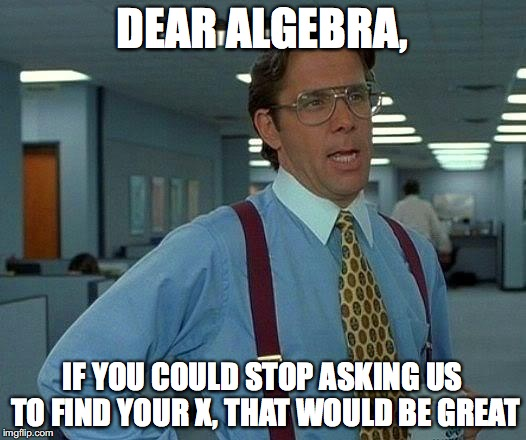 DEAR ALGEBRA,
IF YOU COULD STOP ASKING US
TO FIND YOUR X, THAT WOULD BE GREAT
imgflip.com